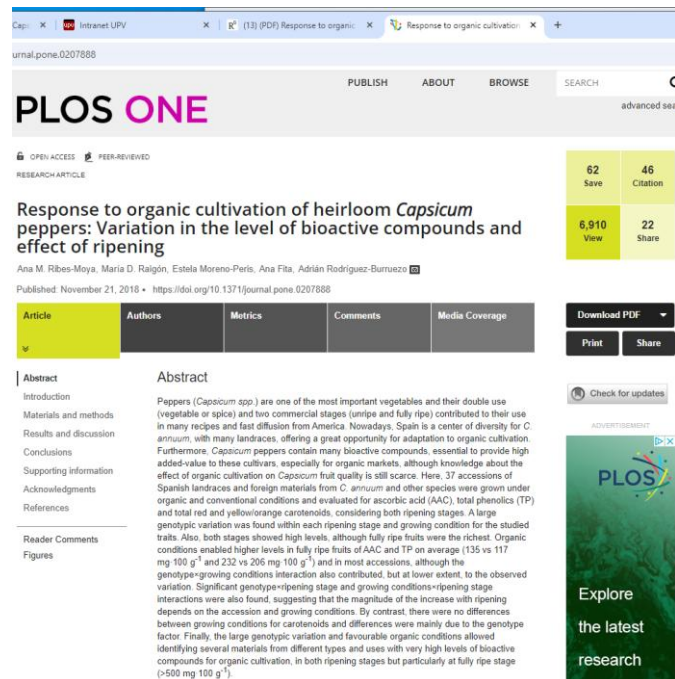 Intranet UPV
(13) (PDF) Response to organic
Response to organic cultivation
urnal.pone.0207888
PUBLISH ABOUT BROWSE SEARCH
advanced sea
PLOS ONE
OPEN ACCESS PEER-REVIEWED
RESEARCH ARTICLE
Response to organic cultivation of heirloom Capsicum
peppers: Variation in the level of bioactive compounds and
effect of ripening
Ana M. Ribes-Moya, María D. Raigón, Estela Moreno-Peris, Ana Fita, Adrián Rodríguez-Burruezo
Published: November 21, 2018 • https://doi.org/10.1371/journal.pone.0207888
62 46
Save Citation
6,910 22
View Share
Article Authors Metrics Comments Media Coverage
Download PDF
Print Share
Check for updates
ADVERTISEMENT
Abstract
Introduction
Materials and methods
Results and discussion
Conclusions
Supporting information
Acknowledgments
References
Reader Comments
Figures
Abstract
Peppers (Capsicum spp.) are one of the most important vegetables and their double use
(vegetable or spice) and two commercial stages (unripe and fully ripe) contributed to their use
in many recipes and fast diffusion from America. Nowadays, Spain is a center of diversity for C.
annuum, with many landraces, offering a great opportunity for adaptation to organic cultivation.
Furthermore, Capsicum peppers contain many bioactive compounds, essential to provide high
added-value to these cultivars, especially for organic markets, although knowledge about the
effect of organic cultivation on Capsicum fruit quality is still scarce. Here, 37 accessions of
Spanish landraces and foreign materials from C. annuum and other species were grown under
organic and conventional conditions and evaluated for ascorbic acid (AAC), total phenolics (TP)
and total red and yellow/orange carotenoids, considering both ripening stages. A large
genotypic variation was found within each ripening stage and growing condition for the studied
traits. Also, both stages showed high levels, although fully ripe fruits were the richest. Organic
conditions enabled higher levels in fully ripe fruits of AAC and TP on average (135 vs 117
mg·100 g⁻¹ and 232 vs 206 mg·100 g⁻¹) and in most accessions, although the
genotype×growing conditions interaction also contributed, but at lower extent, to the observed
variation. Significant genotype×ripening stage and growing conditions×ripening stage
interactions were also found, suggesting that the magnitude of the increase with ripening
depends on the accession and growing conditions. By contrast, there were no differences
between growing conditions for carotenoids and differences were mainly due to the genotype
factor. Finally, the large genotypic variation and favourable organic conditions allowed
identifying several materials from different types and uses with very high levels of bioactive
compounds for organic cultivation, in both ripening stages but particularly at fully ripe stage
(>500 mg·100 g⁻¹).
PLOS
Explore
the latest
research